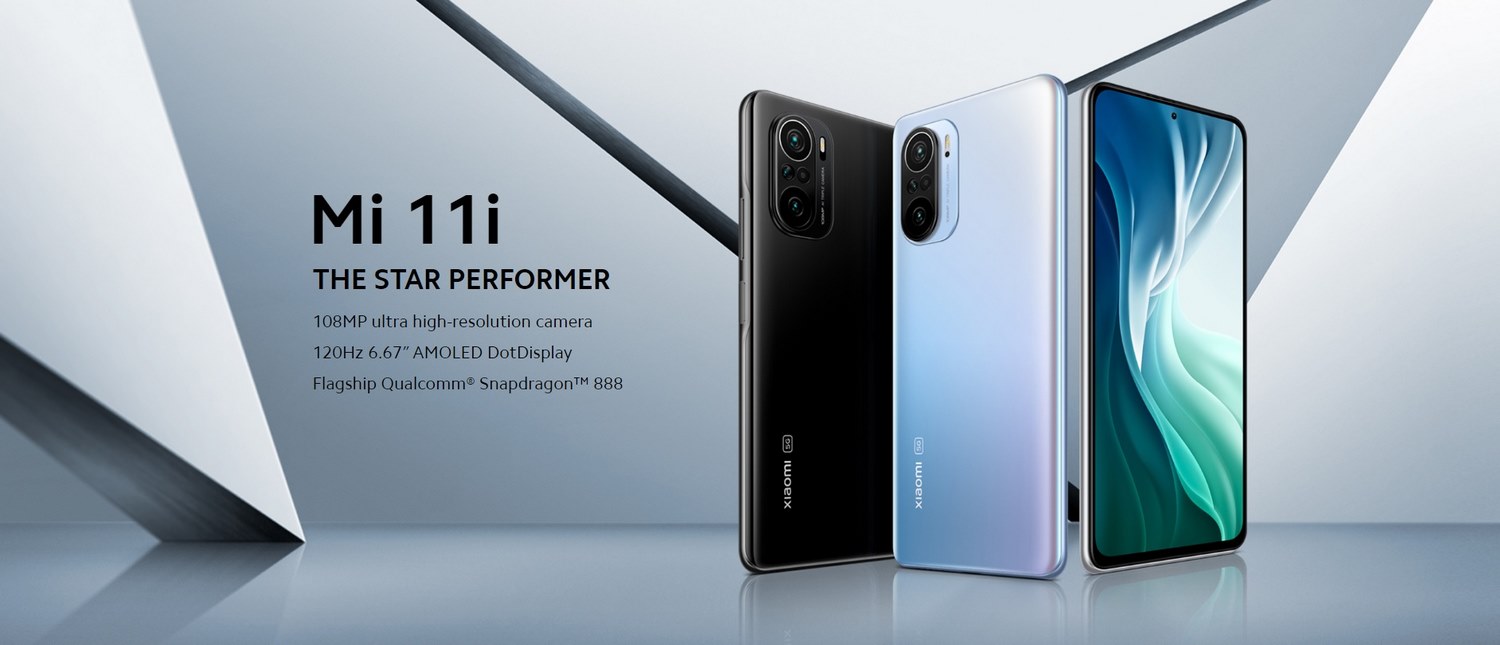 Mi 11i
THE STAR PERFORMER
108MP ultra high-resolution camera
120Hz 6.67″ AMOLED DotDisplay
Flagship Qualcomm® Snapdragon™ 888
xiaomi 5G
xiaomi 5G